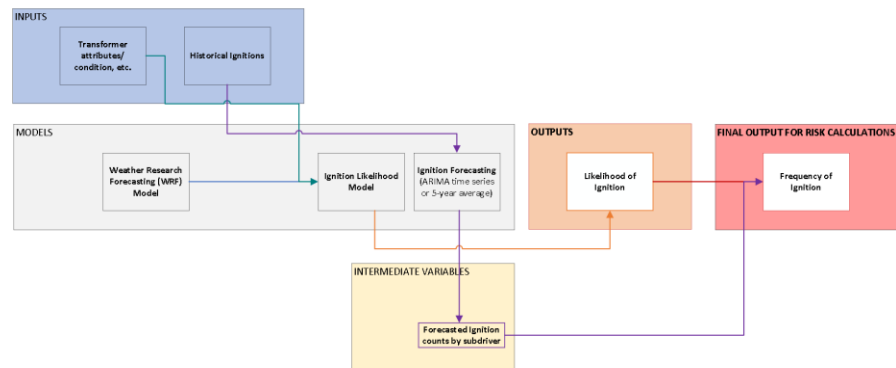 INPUTS
Transformer
attributes/
condition, etc.
Historical Ignitions
MODELS
Weather Research
Forecasting (WRF)
Model
Ignition Likelihood
Model
Ignition Forecasting
(ARIMA time series
or 5-year average)
OUTPUTS
Likelihood of
Ignition
FINAL OUTPUT FOR RISK CALCULATIONS
Frequency of
Ignition
INTERMEDIATE VARIABLES
Forecasted Ignition
counts by subdriver